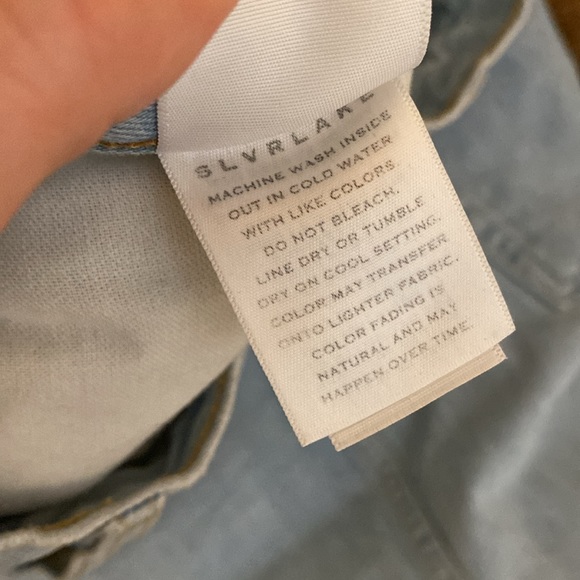 SLVRLAKE
MACHINE WASH INSIDE
OUT IN COLD WATER
WITH LIKE COLORS.
DO NOT BLEACH.
LINE DRY OR TUMBLE
DRY ON COOL SETTING.
COLOR MAY TRANSFER
ONTO LIGHTER FABRIC.
COLOR FADING IS
NATURAL AND MAY
HAPPEN OVER TIME.